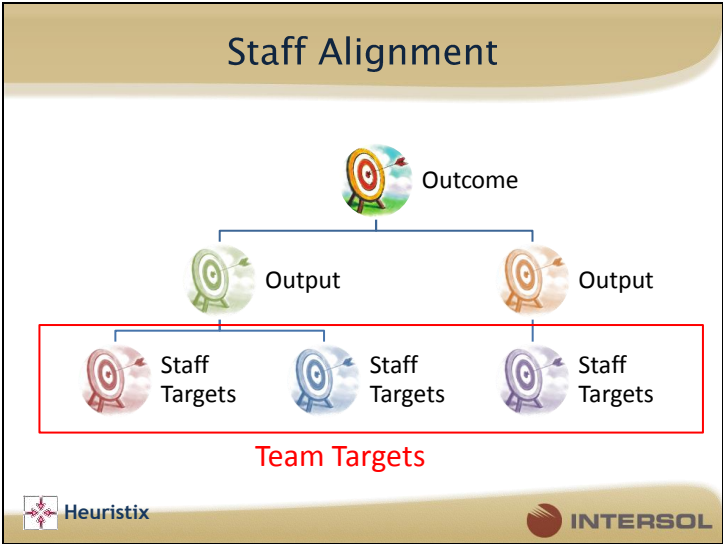 Staff Alignment
Outcome
Output
Output
Staff
Targets
Staff
Targets
Staff
Targets
Team Targets
Heuristix
INTERSOL